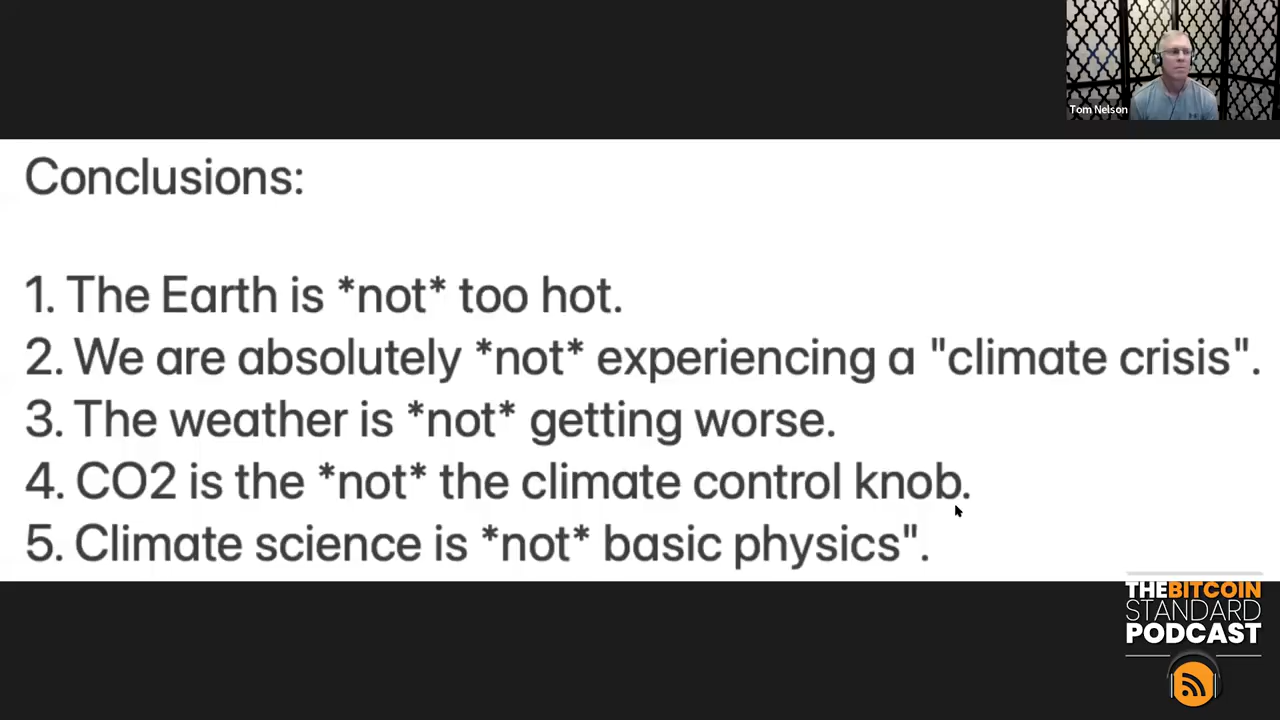 Tom Nelson
Conclusions:
1. The Earth is *not* too hot.
2. We are absolutely *not* experiencing a "climate crisis".
3. The weather is *not* getting worse.
4. CO2 is the *not* the climate control knob.
5. Climate science is *not* basic physics".
THEBITCOIN
STANDARD
PODCAST